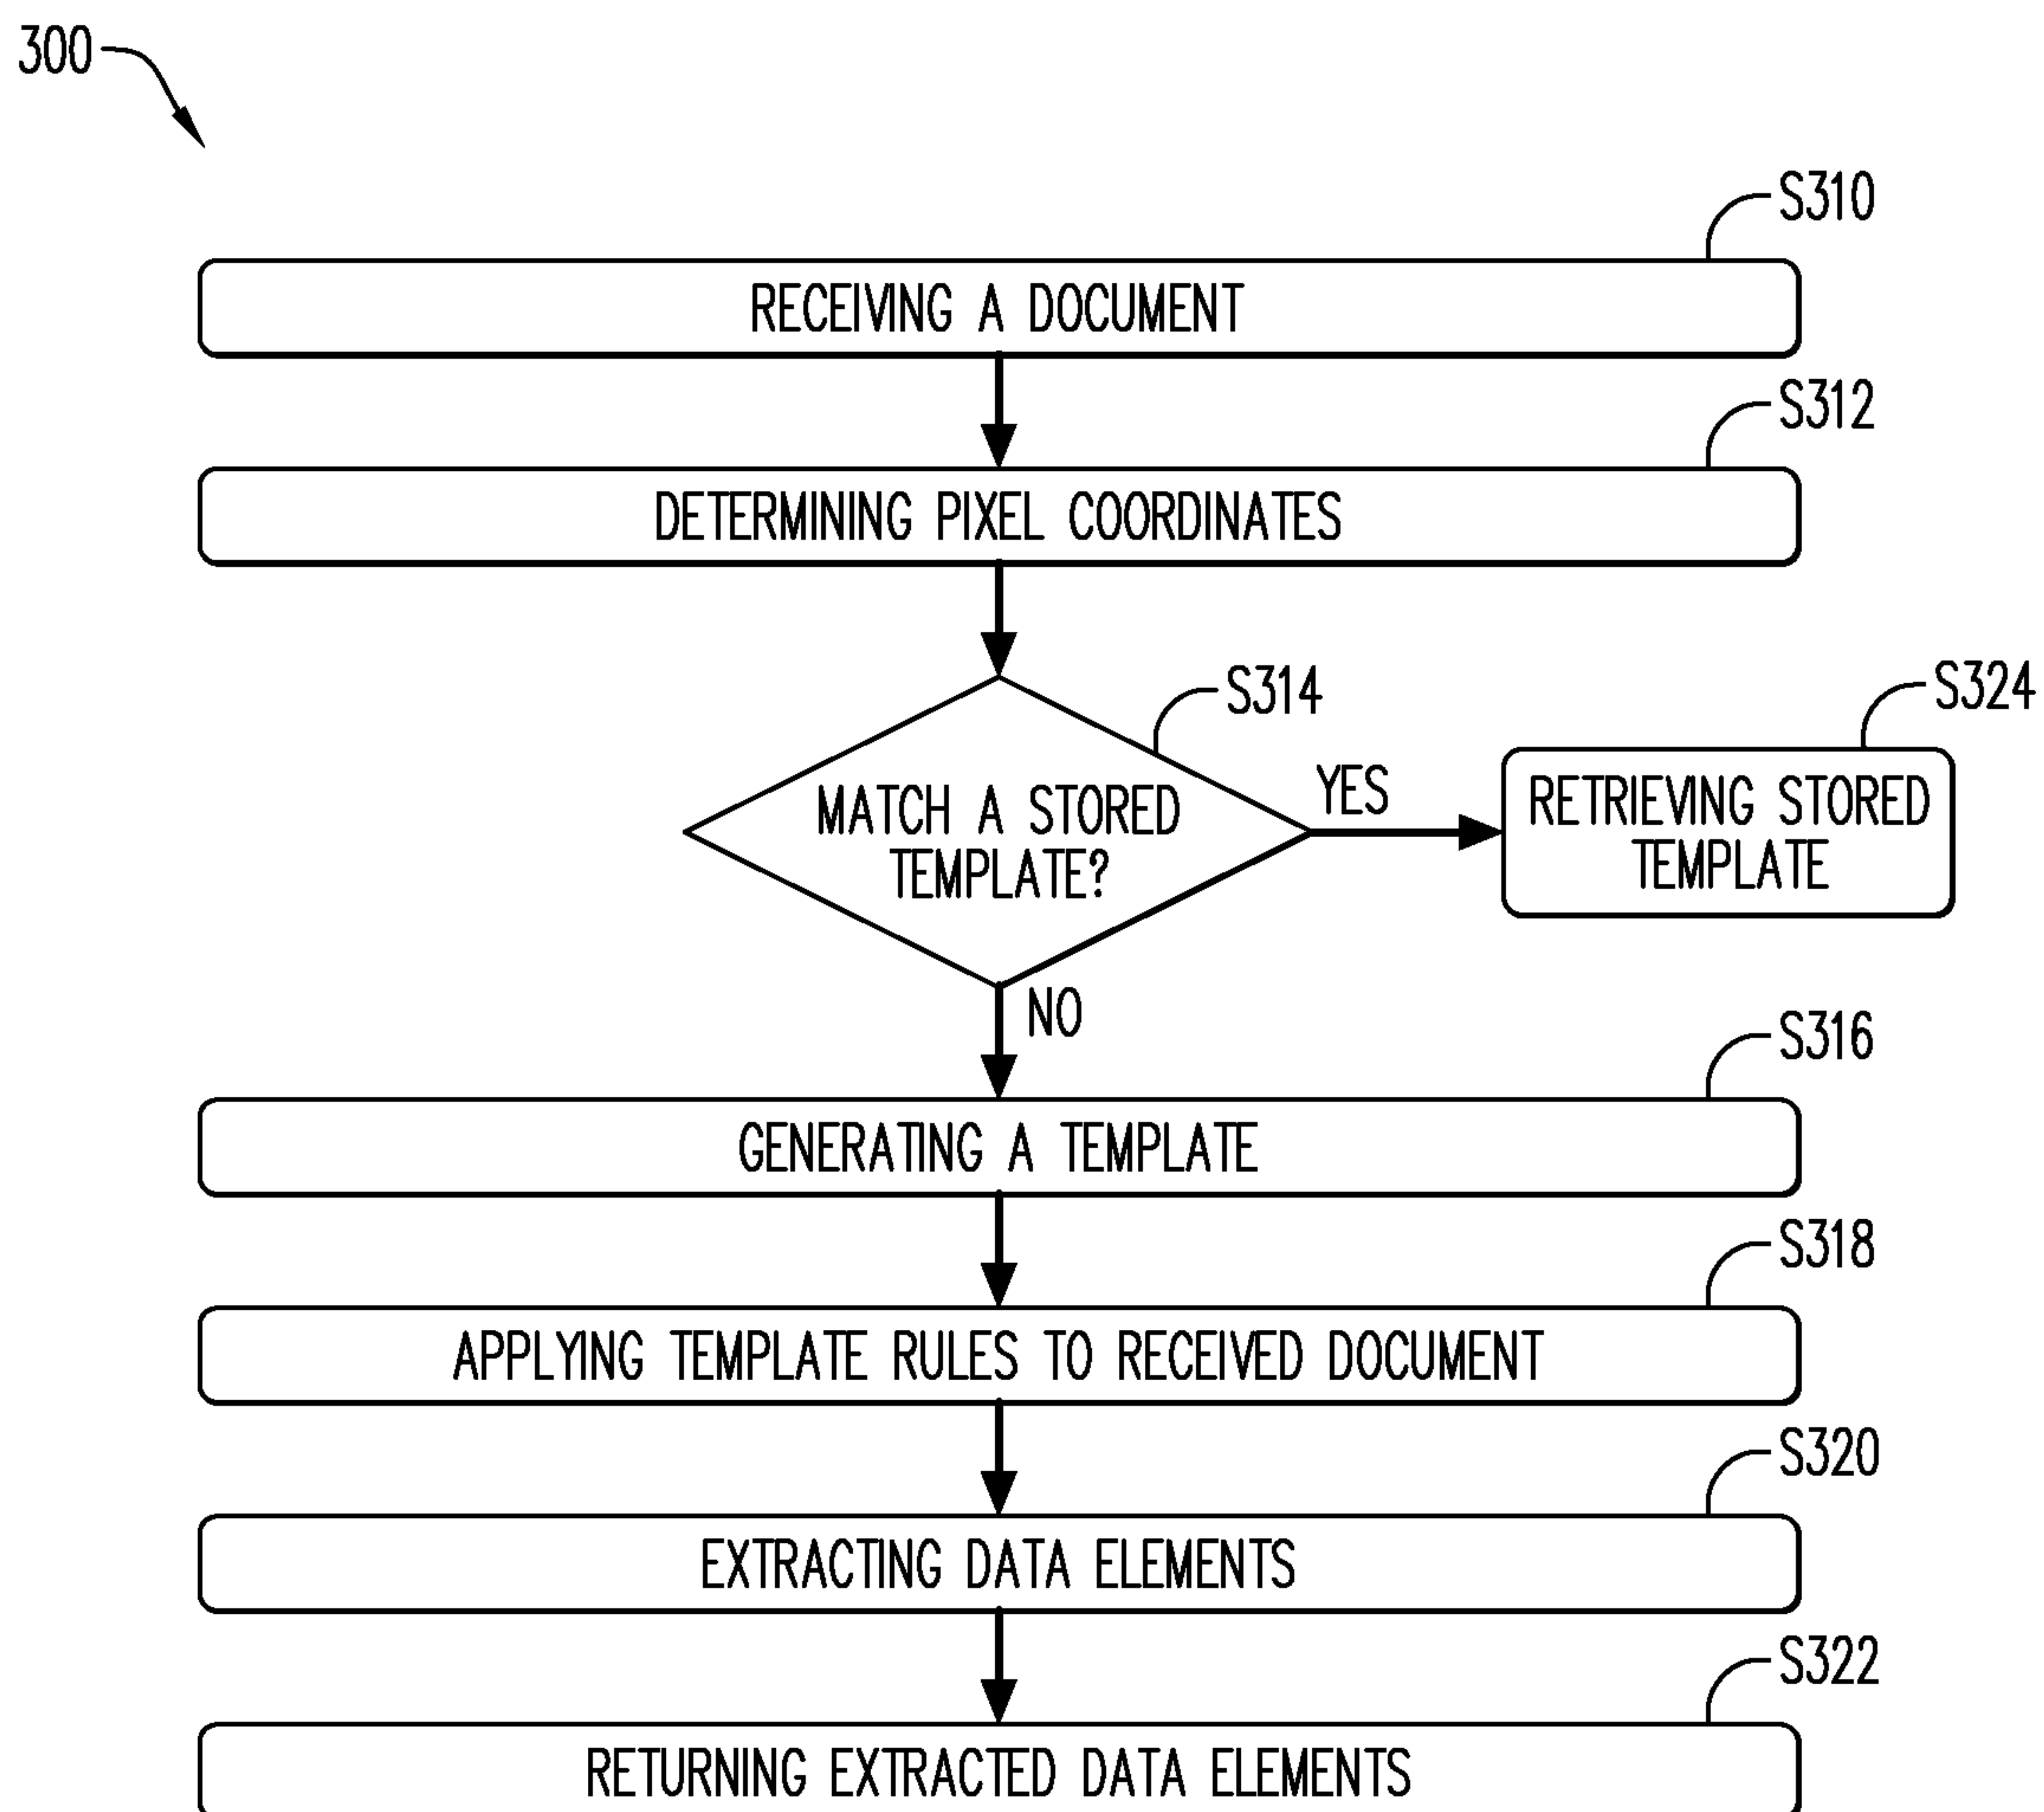 300
S310
RECEIVING A DOCUMENT
S312
DETERMINING PIXEL COORDINATES
S314
MATCH A STORED
TEMPLATE?
YES
S324
RETRIEVING STORED
TEMPLATE
NO
S316
GENERATING A TEMPLATE
S318
APPLYING TEMPLATE RULES TO RECEIVED DOCUMENT
S320
EXTRACTING DATA ELEMENTS
S322
RETURNING EXTRACTED DATA ELEMENTS